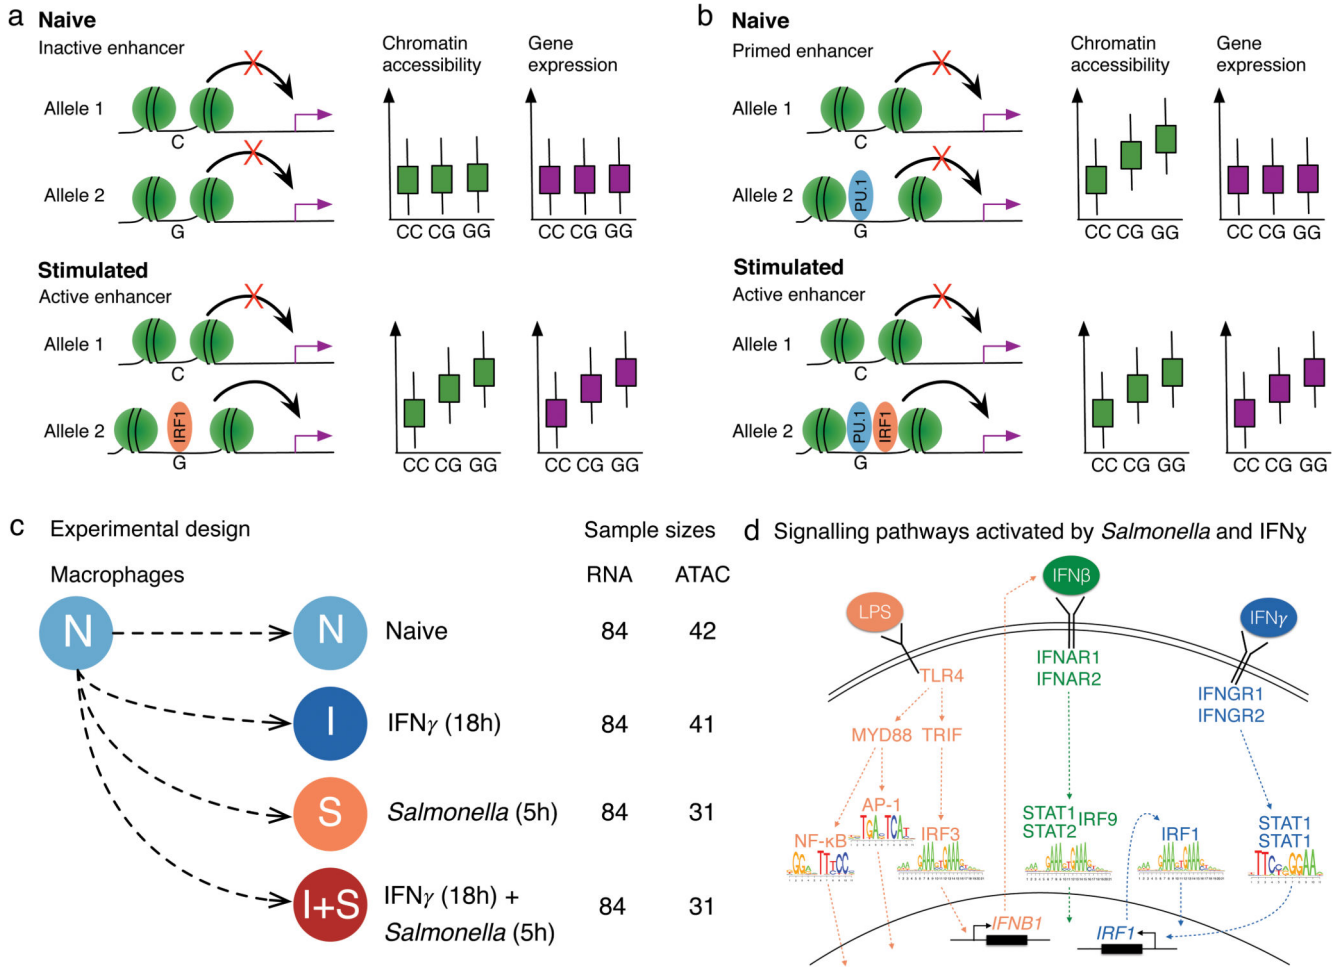 a
Naive
Inactive enhancer
Chromatin
accessibility
Gene
expression
Allele 1
C
Allele 2
G
CC CG GG
CC CG GG
Stimulated
Active enhancer
Allele 1
C
Allele 2
IRF1
G
CC CG GG
CC CG GG
b
Naive
Primed enhancer
Chromatin
accessibility
Gene
expression
Allele 1
C
Allele 2
PU.1
G
CC CG GG
CC CG GG
Stimulated
Active enhancer
Allele 1
C
Allele 2
PU.1
IRF1
G
CC CG GG
CC CG GG
c Experimental design
Sample sizes
Macrophages
RNA ATAC
N
N Naive 84 42
I IFNγ (18h) 84 41
S Salmonella (5h) 84 31
I+S IFNγ (18h) +
Salmonella (5h)
84 31
d Signalling pathways activated by Salmonella and IFNɣ
LPS
IFNβ
IFNγ
TLR4
IFNAR1
IFNAR2
IFNGR1
IFNGR2
MYD88 TRIF
AP-1
NF-κB
IRF3
STAT1
STAT2
IRF9
IRF1
STAT1
STAT1
IFNB1
IRF1